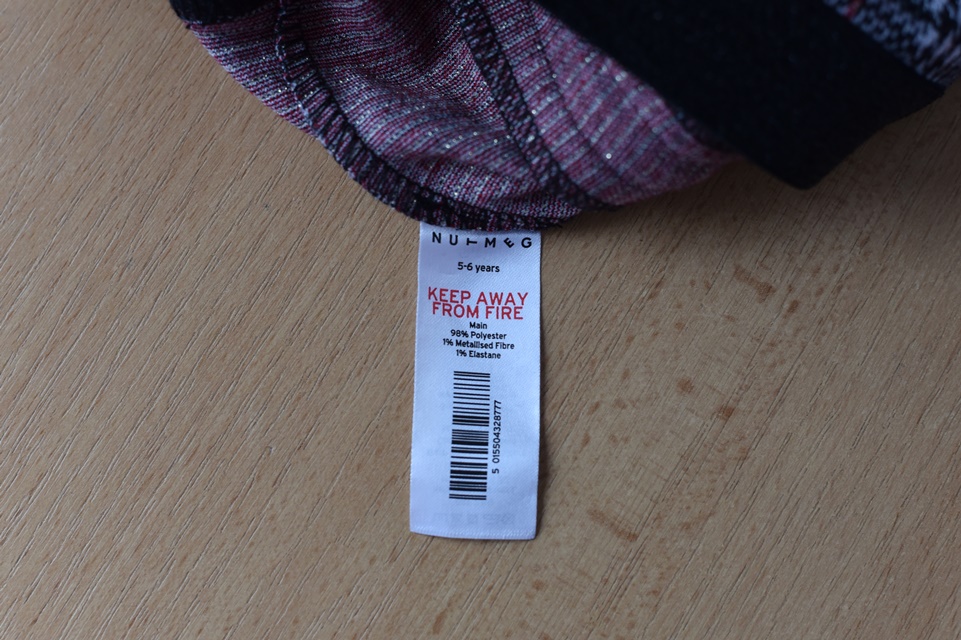 NUTMEG
5-6 years
KEEP AWAY
FROM FIRE
Main
98% Polyester
1% Metallised Fibre
1% Elastane
5 015504328777